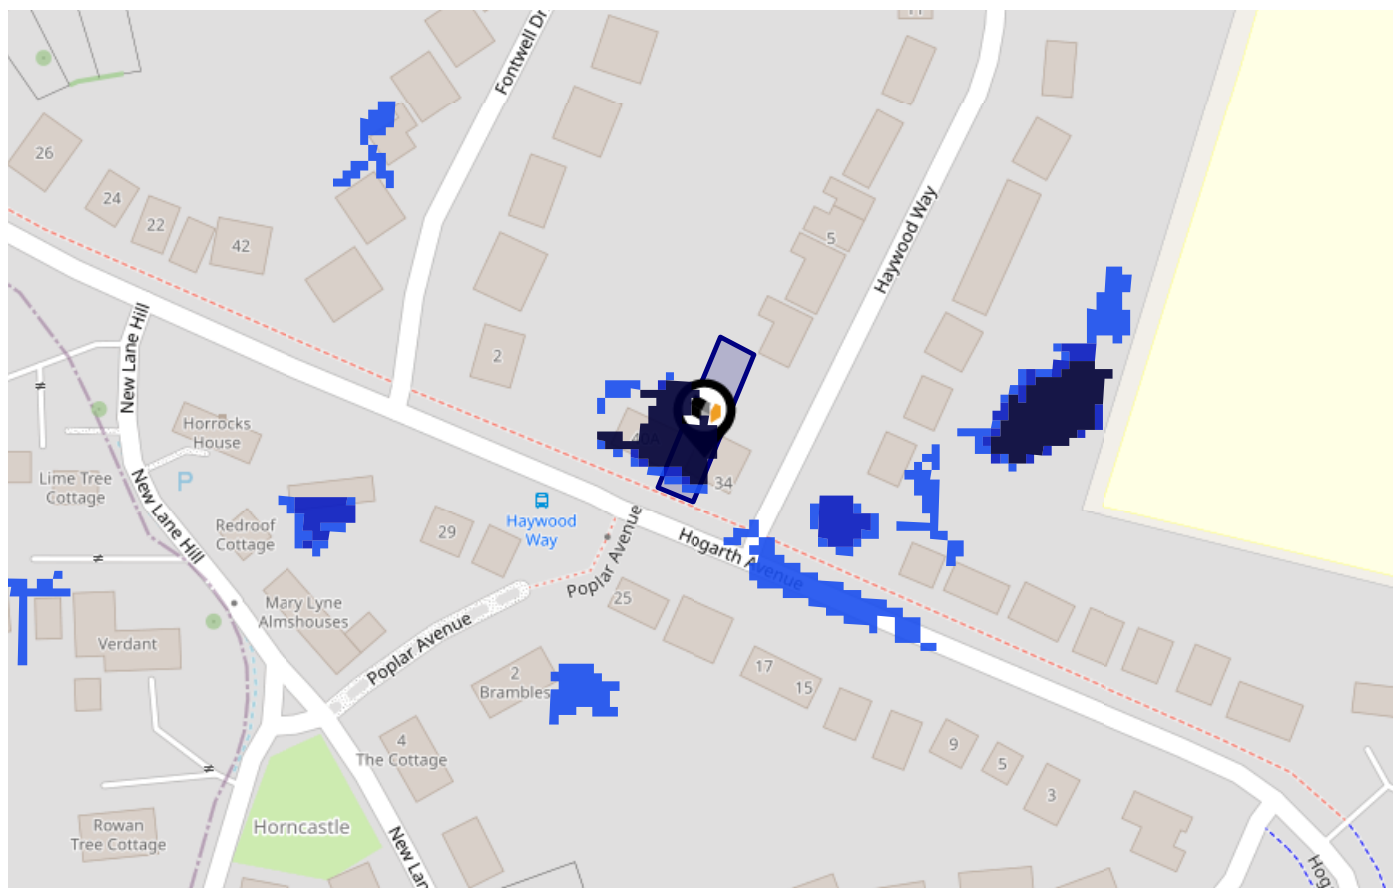 Fontwell Dr
26
24
22
42
5
Haywood Way
New Lane Hill
2
Horrocks
House
40A
34
P
Lime Tree
Cottage
New Lane Hill
Redroof
Cottage
29
Haywood
Way
Hogarth Avenue
Poplar Avenue
25
Mary Lyne
Almshouses
Verdant
Poplar Avenue
2
Brambles
17
15
4
The Cottage
9
5
3
Rowan
Tree Cottage
Horncastle
New Lan
Hog